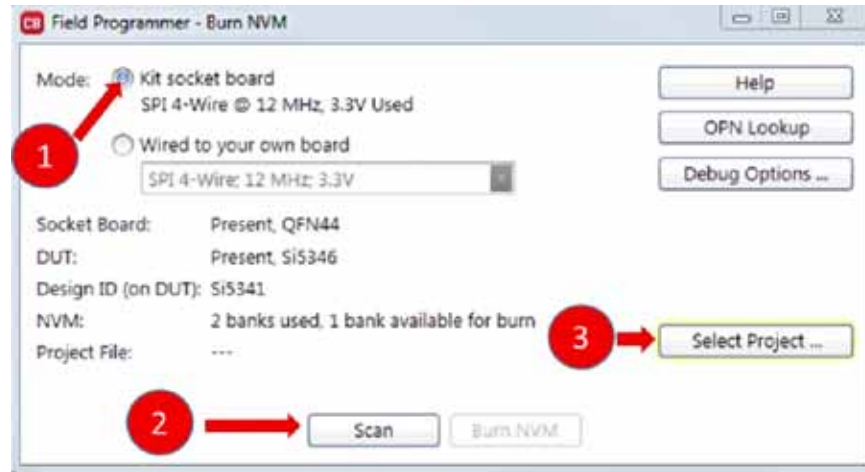 CB Field Programmer - Burn NVM
Mode: Kit socket board
SPI 4-Wire @ 12 MHz, 3.3V Used
Wired to your own board
SPI 4-Wire; 12 MHz; 3.3V
Help
OPN Lookup
Debug Options ...
1
Socket Board: Present, QFN44
DUT: Present, Si5346
Design ID (on DUT): Si5341
NVM: 2 banks used, 1 bank available for burn
Project File: ---
3
Select Project ...
2
Scan
Burn NVM